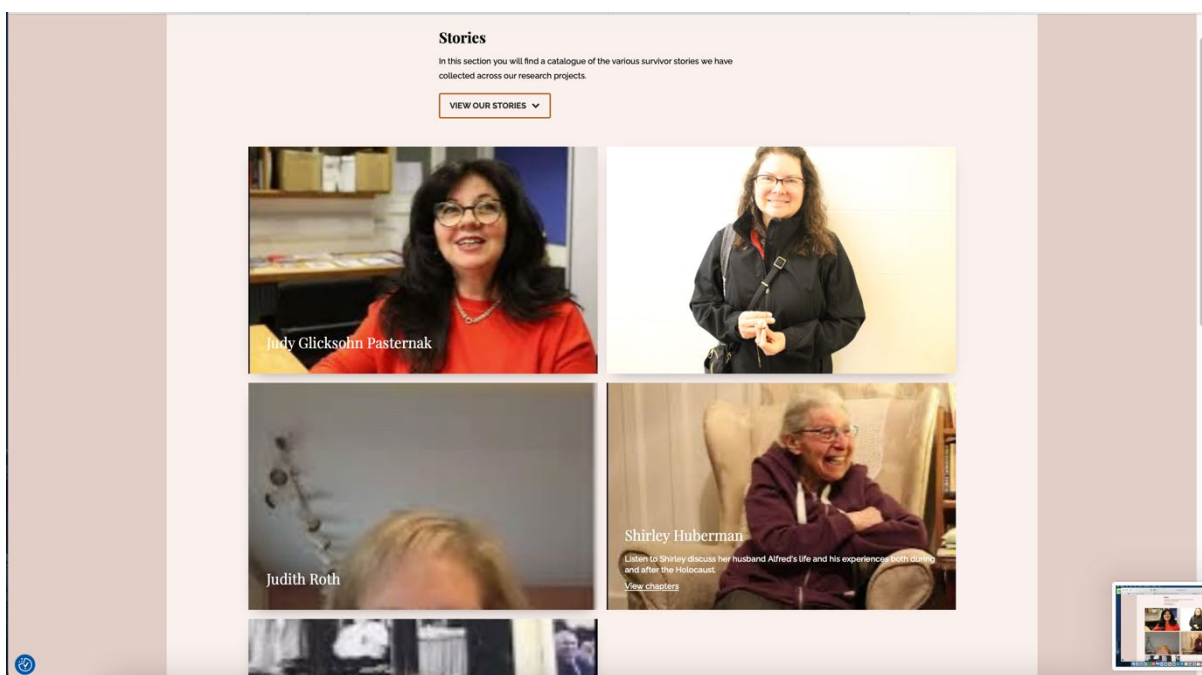 Stories
In this section you will find a catalogue of the various survivor stories we have
collected across our research projects.
VIEW OUR STORIES
Judy Glicksohn Pasternak
Judith Roth
Shirley Huberman
Listen to Shirley discuss her husband Alfred's life and his experiences both during
and after the Holocaust.
View chapters